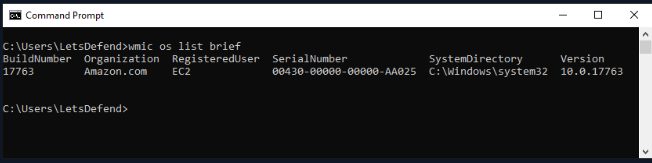 Command Prompt
C:\Users\LetsDefend>wmic os list brief
BuildNumber  Organization  RegisteredUser  SerialNumber             SystemDirectory      Version
17763        Amazon.com    EC2             00430-00000-00000-AA025  C:\Windows\system32  10.0.17763
C:\Users\LetsDefend>